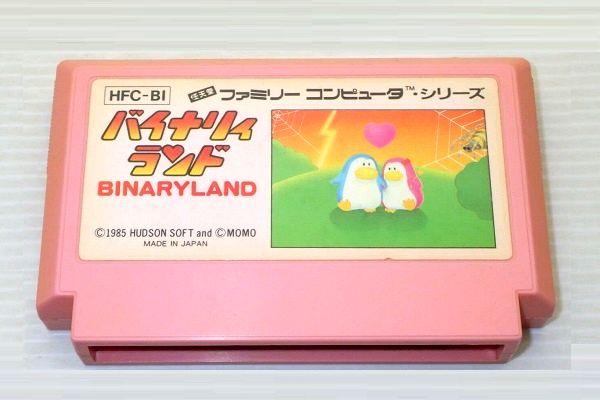 HFC-BI 任天堂 ファミリー コンピュータ™・シリーズ
バイナリィ
ランド
BINARYLAND
©1985 HUDSON SOFT and ©MOMO
MADE IN JAPAN